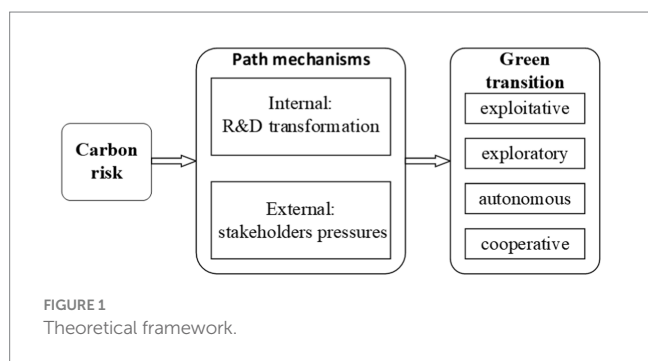 Carbon
risk
Path mechanisms
Internal:
R&D transformation
External:
stakeholders pressures
Green
transition
exploitative
exploratory
autonomous
cooperative
FIGURE 1
Theoretical framework.